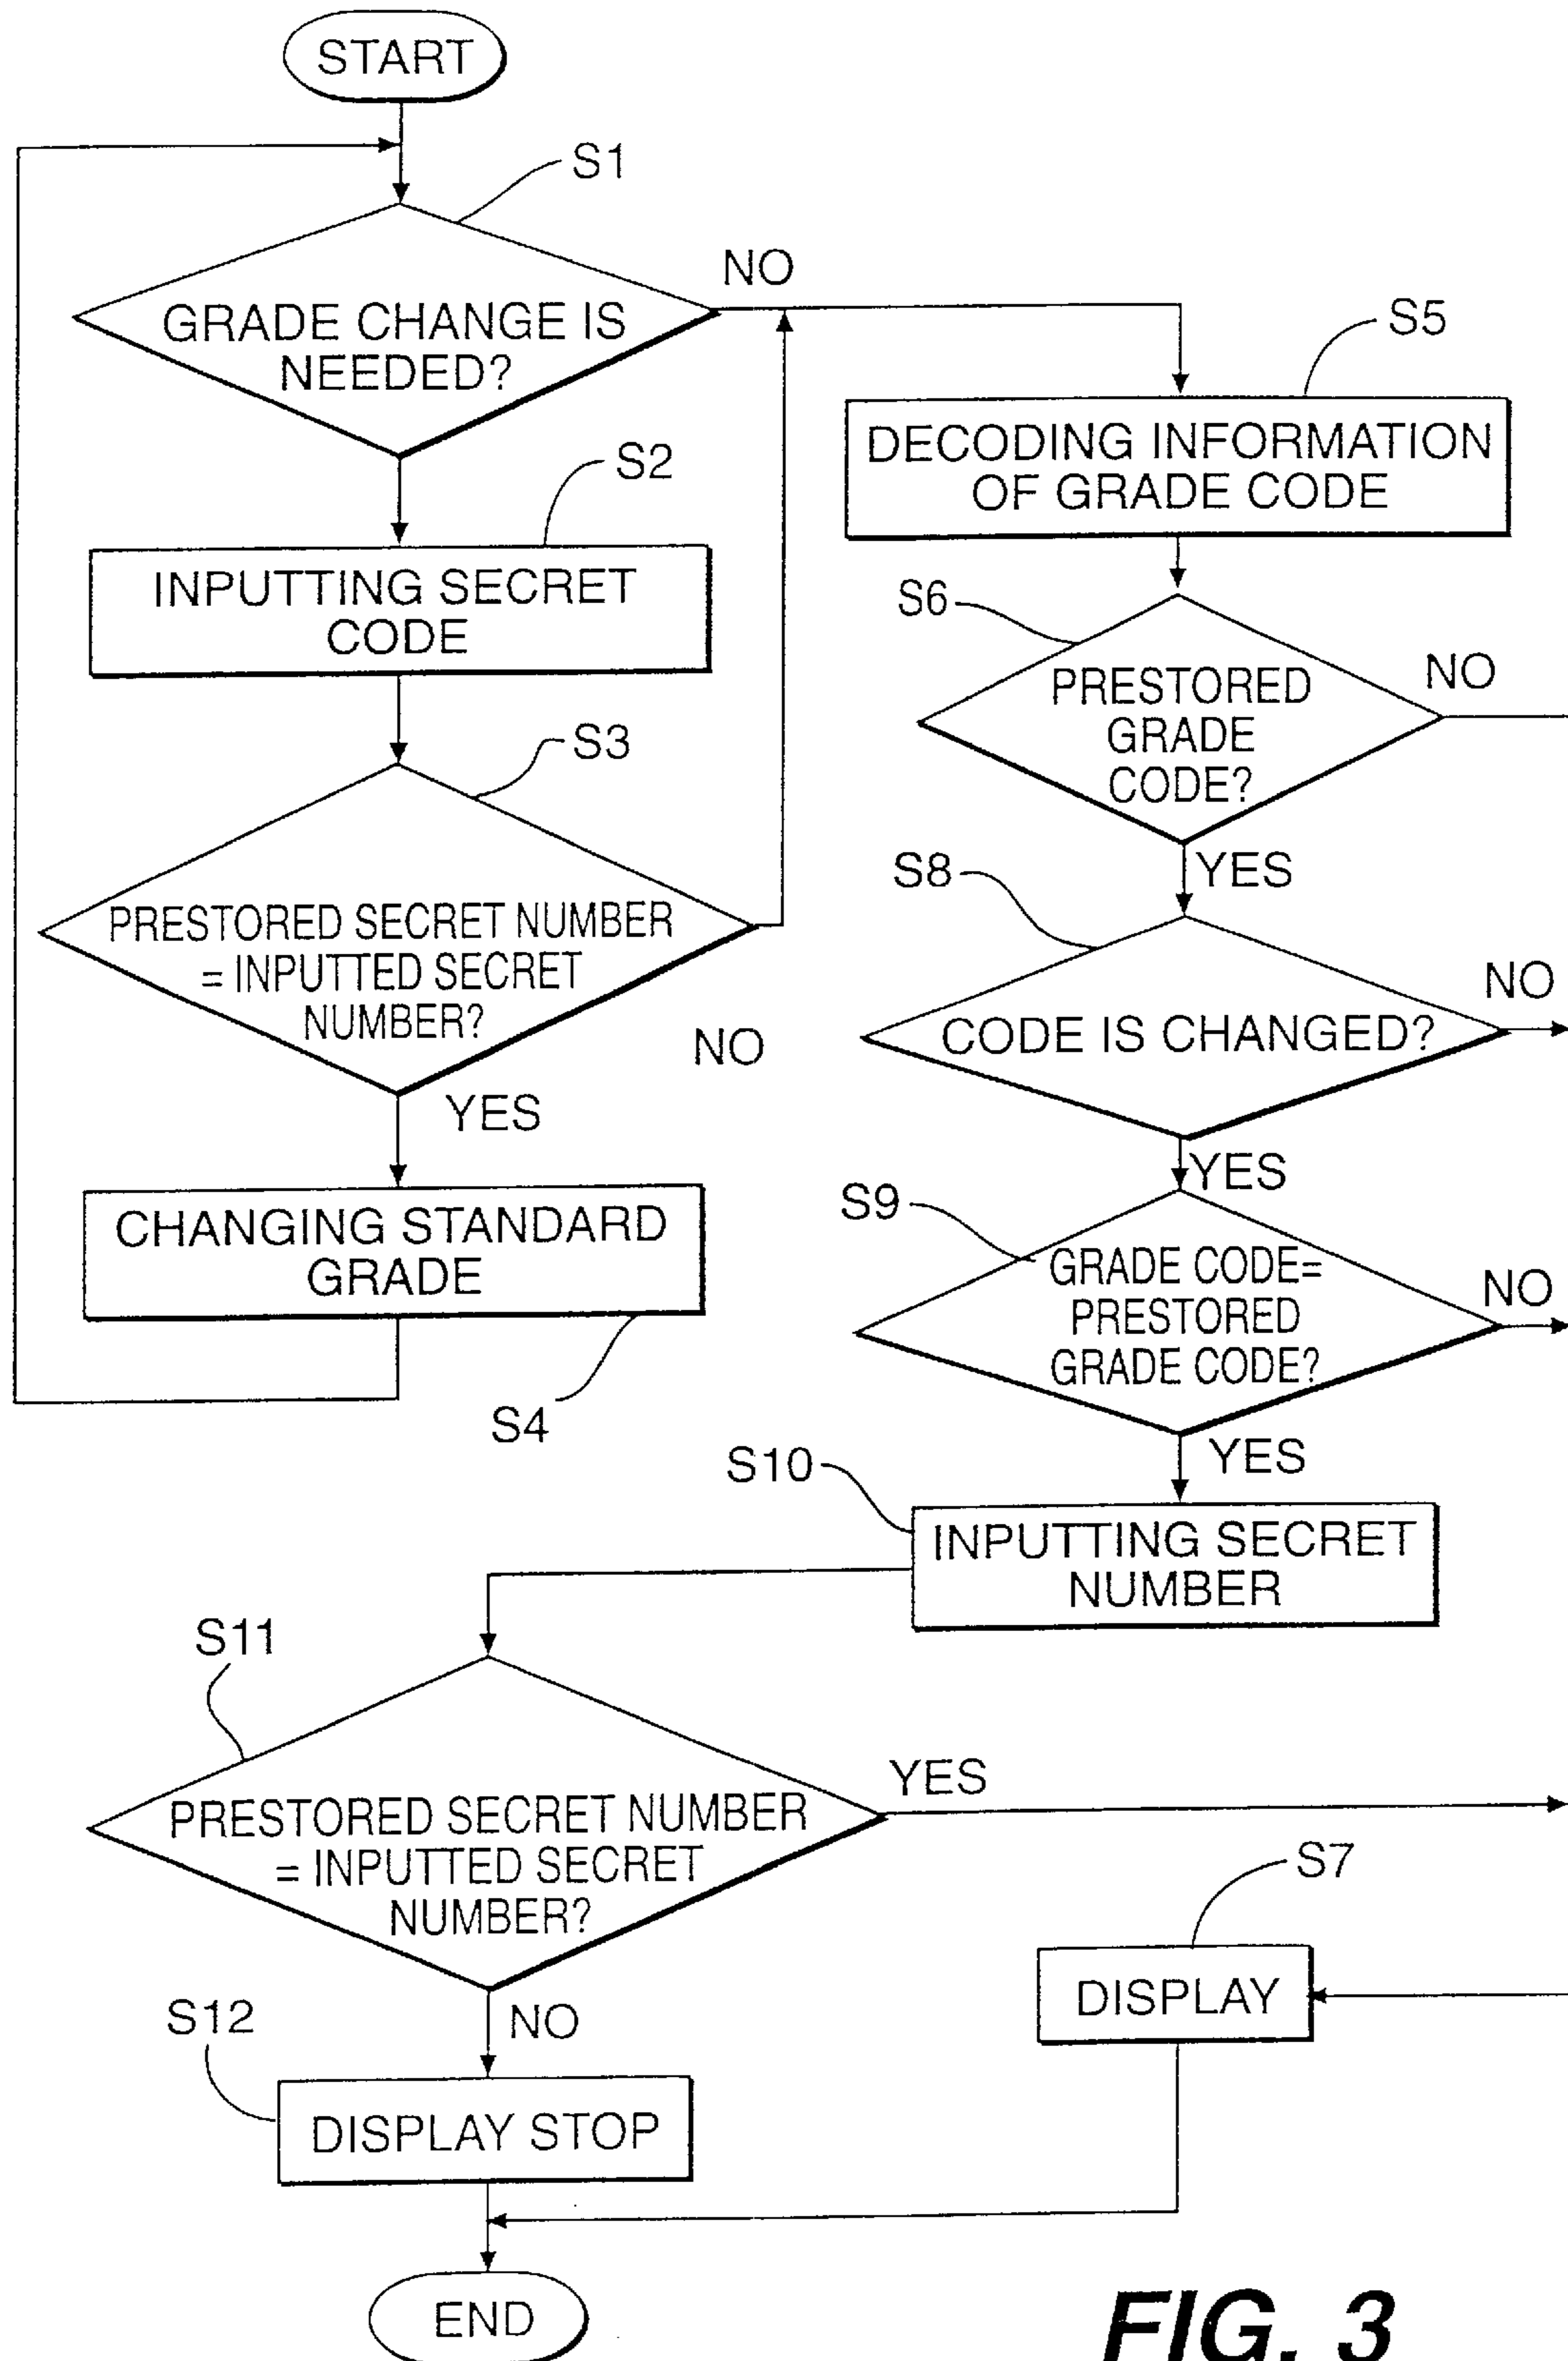 START
S1
GRADE CHANGE IS
NEEDED?
NO
S2
INPUTTING SECRET
CODE
S3
PRESTORED SECRET NUMBER
= INPUTTED SECRET
NUMBER?
NO
YES
CHANGING STANDARD
GRADE
S4
S5
DECODING INFORMATION
OF GRADE CODE
S6
PRESTORED
GRADE
CODE?
NO
YES
S8
CODE IS CHANGED?
NO
YES
S9
GRADE CODE=
PRESTORED
GRADE CODE?
NO
YES
S10
INPUTTING SECRET
NUMBER
S11
PRESTORED SECRET NUMBER
= INPUTTED SECRET
NUMBER?
YES
NO
S7
DISPLAY
S12
DISPLAY STOP
END
FIG. 3